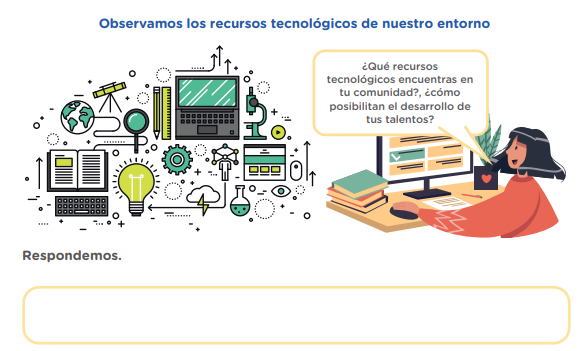 Observamos los recursos tecnológicos de nuestro entorno
¿Qué recursos
tecnológicos encuentras en
tu comunidad?, ¿cómo
posibilitan el desarrollo de
tus talentos?
Respondemos.